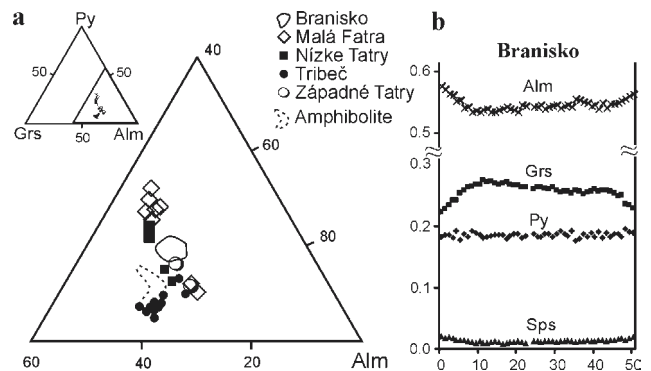 a
Py
50
50
Grs
50
Alm
Branisko
Malá Fatra
Nízke Tatry
Tribeč
Západné Tatry
Amphibolite
40
60
80
60
40
20
Alm
b
Branisko
0.6
Alm
0.5
0.3
Grs
0.2
Py
0.1
Sps
0.0
0
10
20
30
40
50